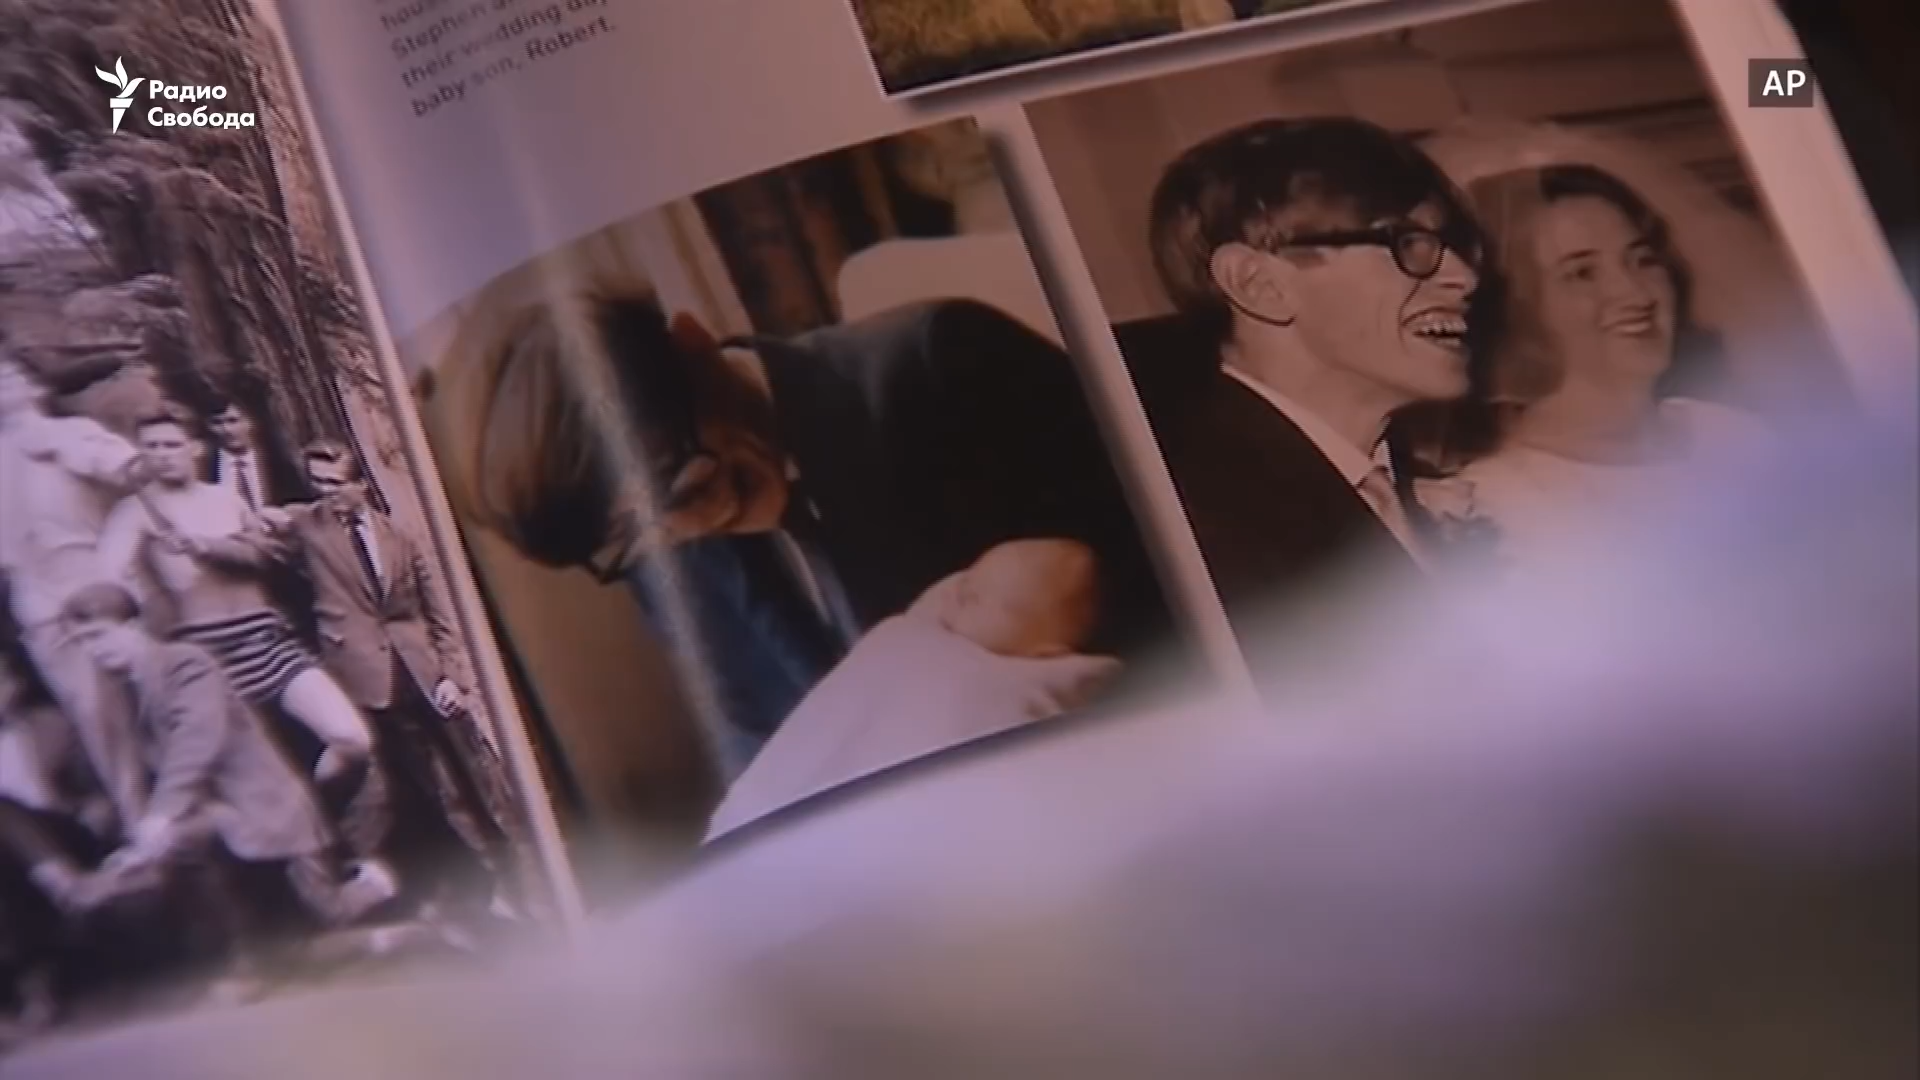 Радио
Свобода
AP
Stephen
their wedding day
baby son, Robert.